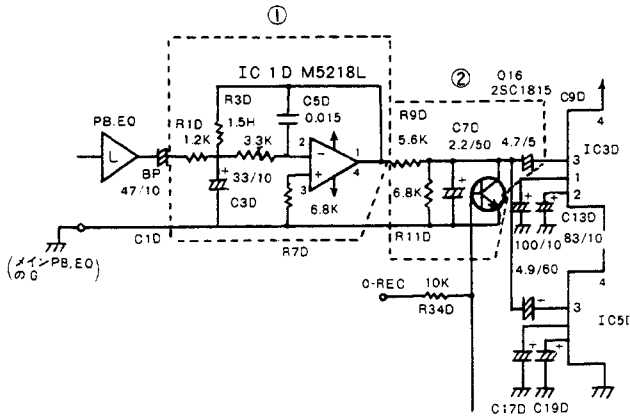 ①
IC 1D M5218L
②
Q16
2SC1815
C9D
4
PB.EQ
L
BP
47/10
R1D
1.2K
R3D
1.5H
3.3K
C5D
0.015
33/10
C3D
2
3
1
4
6.8K
R9D
5.6K
C7D
2.2/50
4.7/5
6.8K
R11D
3
1
2
IC3D
C13D
100/10
83/10
4.9/60
C1D
R7D
(メインPB.EQ
のG)
O-REC
10K
R34D
4
3
IC5D
C17D
C19D